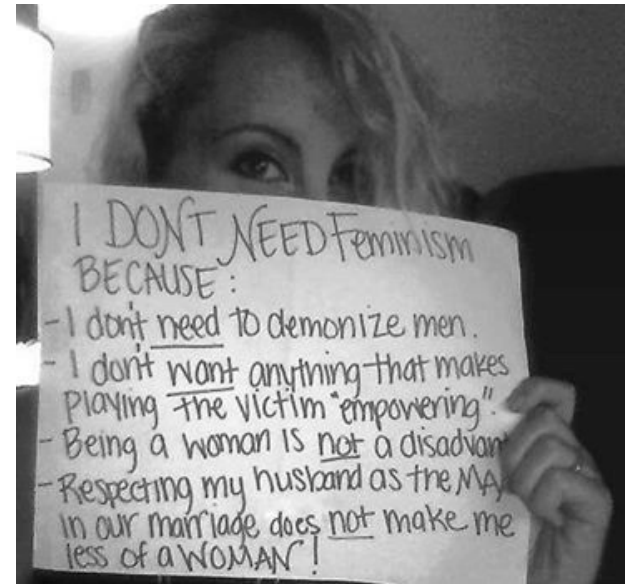 I DON'T NEED Feminism
BECAUSE:
- I don't need to demonize men.
- I don't want anything that makes
playing the victim "empowering".
- Being a woman is not a
- Respecting my husband as the
in our marriage does not make me
less of a WOMAN!